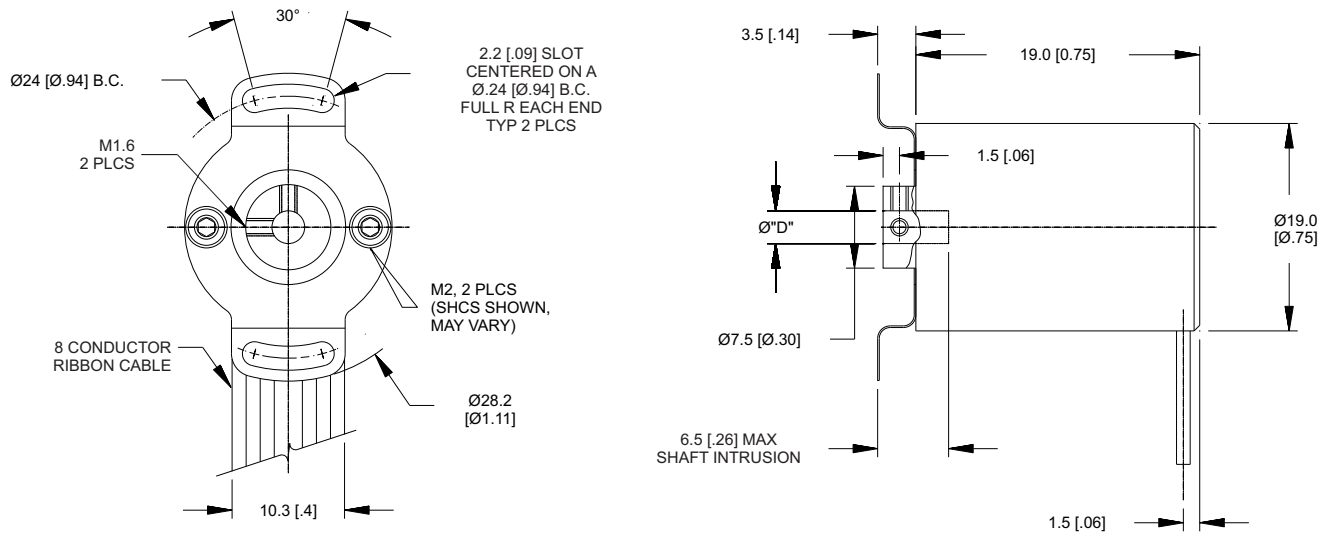 30°
Ø24 [Ø.94] B.C.
2.2 [.09] SLOT
CENTERED ON A
Ø.24 [Ø.94] B.C.
FULL R EACH END
TYP 2 PLCS
M1.6
2 PLCS
M2, 2 PLCS
(SHCS SHOWN,
MAY VARY)
8 CONDUCTOR
RIBBON CABLE
Ø28.2
[Ø1.11]
10.3 [.4]
3.5 [.14]
19.0 [0.75]
1.5 [.06]
Ø"D"
Ø19.0
[Ø.75]
Ø7.5 [Ø.30]
6.5 [.26] MAX
SHAFT INTRUSION
1.5 [.06]